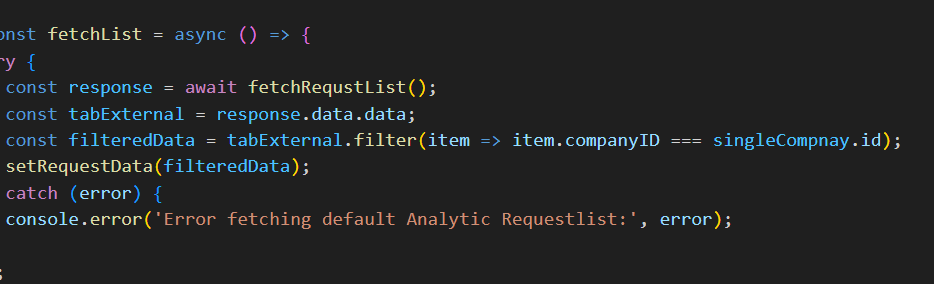 onst fetchList = async () => {
ry {
const response = await fetchRequstList();
const tabExternal = response.data.data;
const filteredData = tabExternal.filter(item => item.companyID === singleCompnay.id);
setRequestData(filteredData);
catch (error) {
console.error('Error fetching default Analytic Requestlist:', error);
;